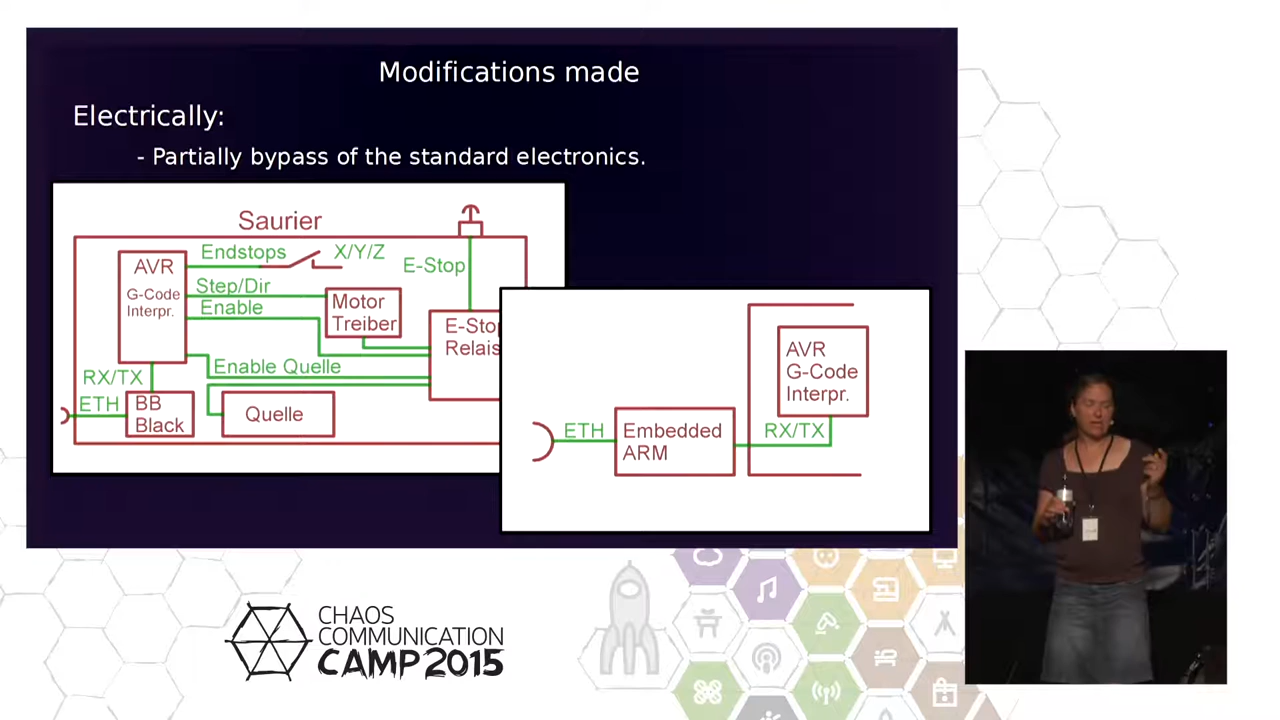 Modifications made
Electrically:
- Partially bypass of the standard electronics.
Saurier
AVR
G-Code
Interpr.
Endstops
X/Y/Z
E-Stop
Step/Dir
Enable
Motor
Treiber
Relais
Enable Quelle
RX/TX
ETH
BB
Black
Quelle
AVR
G-Code
Interpr.
ETH
Embedded
ARM
RX/TX
CHAOS
COMMUNICATION
CAMP 2015